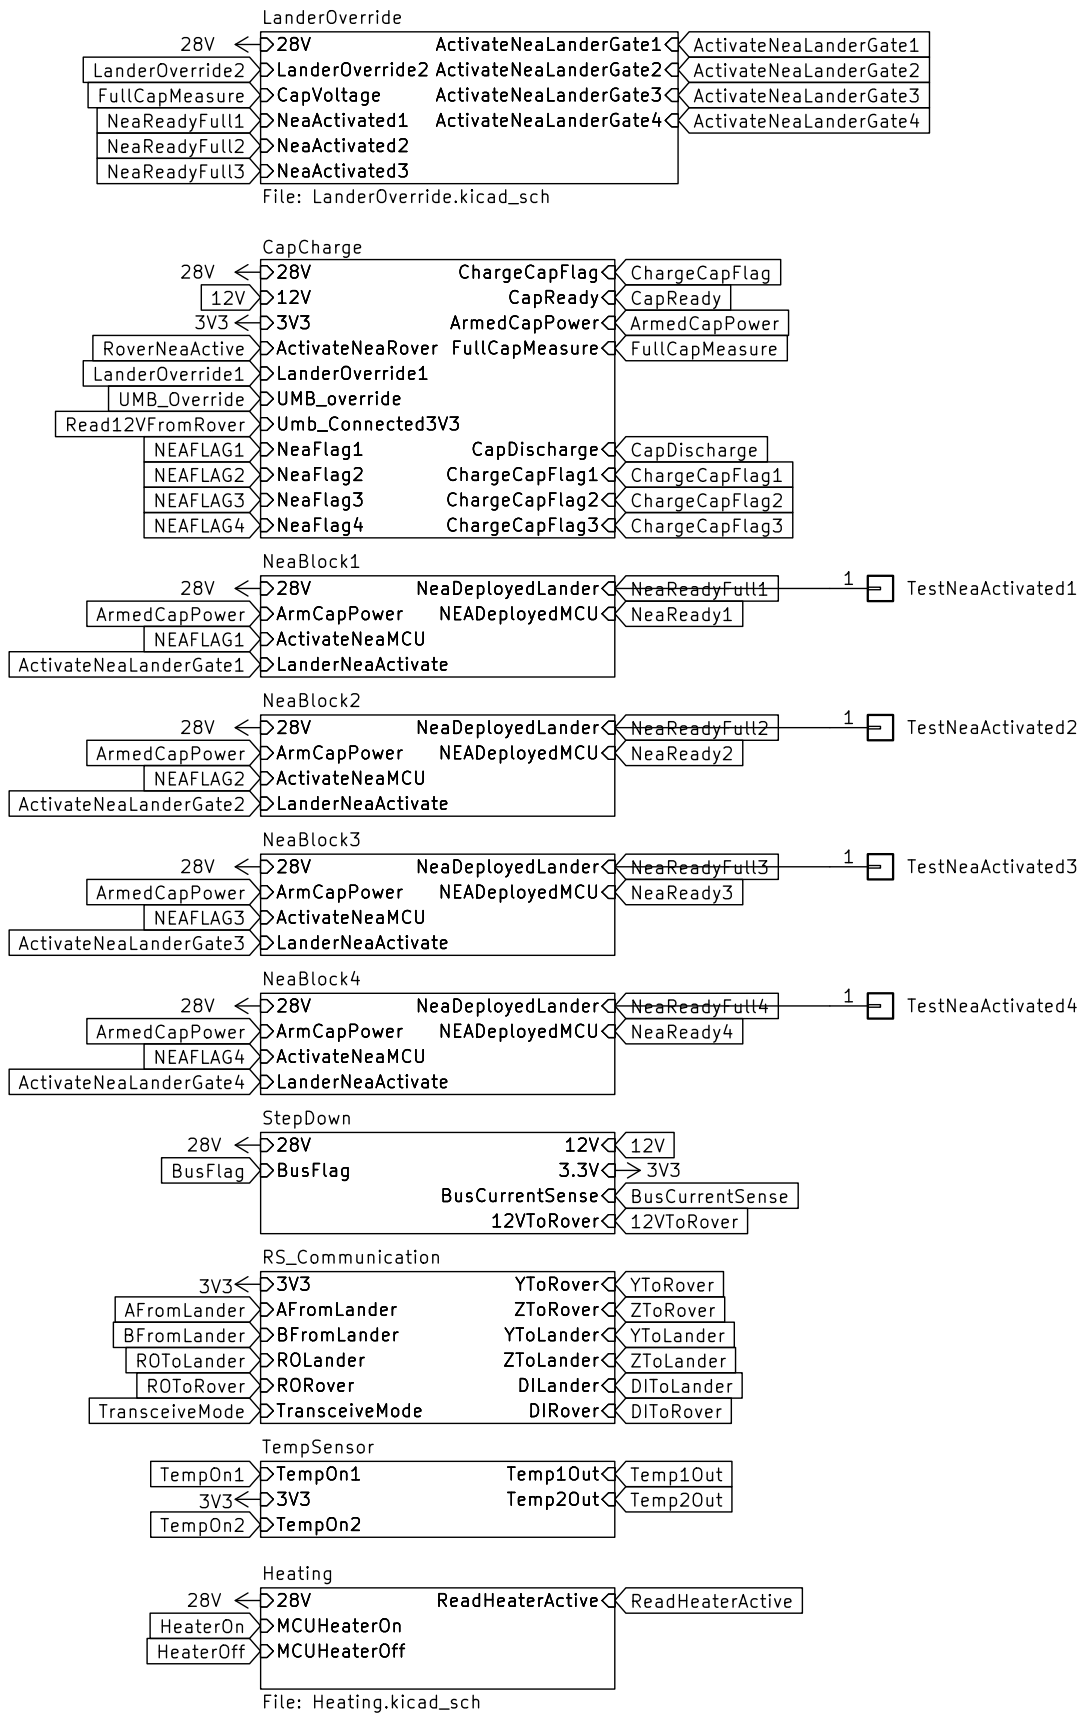 LanderOverride
28V 28V ActivateNeaLanderGate1 ActivateNeaLanderGate1
LanderOverride2 LanderOverride2 ActivateNeaLanderGate2 ActivateNeaLanderGate2
FullCapMeasure CapVoltage ActivateNeaLanderGate3 ActivateNeaLanderGate3
NeaReadyFull1 NeaActivated1 ActivateNeaLanderGate4 ActivateNeaLanderGate4
NeaReadyFull2 NeaActivated2
NeaReadyFull3 NeaActivated3
File: LanderOverride.kicad_sch
CapCharge
28V 28V ChargeCapFlag ChargeCapFlag
12V 12V CapReady CapReady
3V3 3V3 ArmedCapPower ArmedCapPower
RoverNeaActive ActivateNeaRover FullCapMeasure FullCapMeasure
LanderOverride1 LanderOverride1
UMB_Override UMB_override
Read12VFromRover Umb_Connected3V3
NEAFLAG1 NeaFlag1 CapDischarge CapDischarge
NEAFLAG2 NeaFlag2 ChargeCapFlag1 ChargeCapFlag1
NEAFLAG3 NeaFlag3 ChargeCapFlag2 ChargeCapFlag2
NEAFLAG4 NeaFlag4 ChargeCapFlag3 ChargeCapFlag3
NeaBlock1
28V 28V NeaDeployedLander NeaReadyFull1 1 TestNeaActivated1
ArmedCapPower ArmCapPower NEADeployedMCU NeaReady1
NEAFLAG1 ActivateNeaMCU
ActivateNeaLanderGate1 LanderNeaActivate
NeaBlock2
28V 28V NeaDeployedLander NeaReadyFull2 1 TestNeaActivated2
ArmedCapPower ArmCapPower NEADeployedMCU NeaReady2
NEAFLAG2 ActivateNeaMCU
ActivateNeaLanderGate2 LanderNeaActivate
NeaBlock3
28V 28V NeaDeployedLander NeaReadyFull3 1 TestNeaActivated3
ArmedCapPower ArmCapPower NEADeployedMCU NeaReady3
NEAFLAG3 ActivateNeaMCU
ActivateNeaLanderGate3 LanderNeaActivate
NeaBlock4
28V 28V NeaDeployedLander NeaReadyFull4 1 TestNeaActivated4
ArmedCapPower ArmCapPower NEADeployedMCU NeaReady4
NEAFLAG4 ActivateNeaMCU
ActivateNeaLanderGate4 LanderNeaActivate
StepDown
28V 28V 12V 12V
BusFlag BusFlag 3.3V 3V3
BusCurrentSense BusCurrentSense
12VToRover 12VToRover
RS_Communication
3V3 3V3 YToRover YToRover
AFromLander AFromLander ZToRover ZToRover
BFromLander BFromLander YToLander YToLander
ROToLander ROLander ZToLander ZToLander
ROToRover RORover DILander DIToLander
TransceiveMode TransceiveMode DIRover DIToRover
TempSensor
TempOn1 TempOn1 Temp1Out Temp1Out
3V3 3V3 Temp2Out Temp2Out
TempOn2 TempOn2
Heating
28V 28V ReadHeaterActive ReadHeaterActive
HeaterOn MCUHeaterOn
HeaterOff MCUHeaterOff
File: Heating.kicad_sch